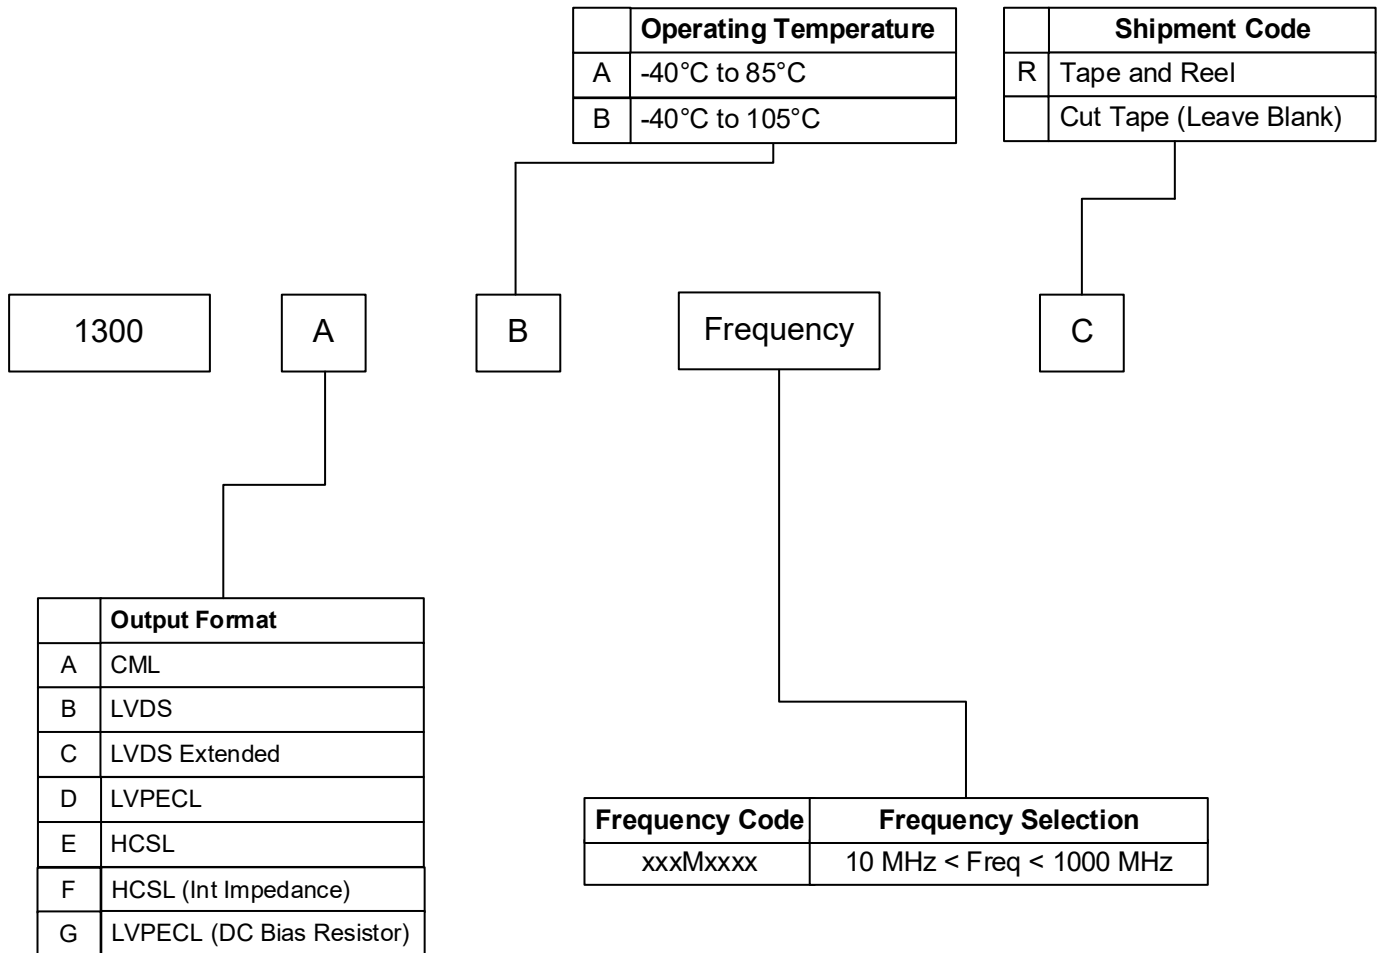 Operating Temperature
A -40°C to 85°C
B -40°C to 105°C
Shipment Code
R Tape and Reel
Cut Tape (Leave Blank)
1300
A
B
Frequency
C
Output Format
A CML
B LVDS
C LVDS Extended
D LVPECL
E HCSL
F HCSL (Int Impedance)
G LVPECL (DC Bias Resistor)
Frequency Code Frequency Selection
xxxMxxxx 10 MHz < Freq < 1000 MHz